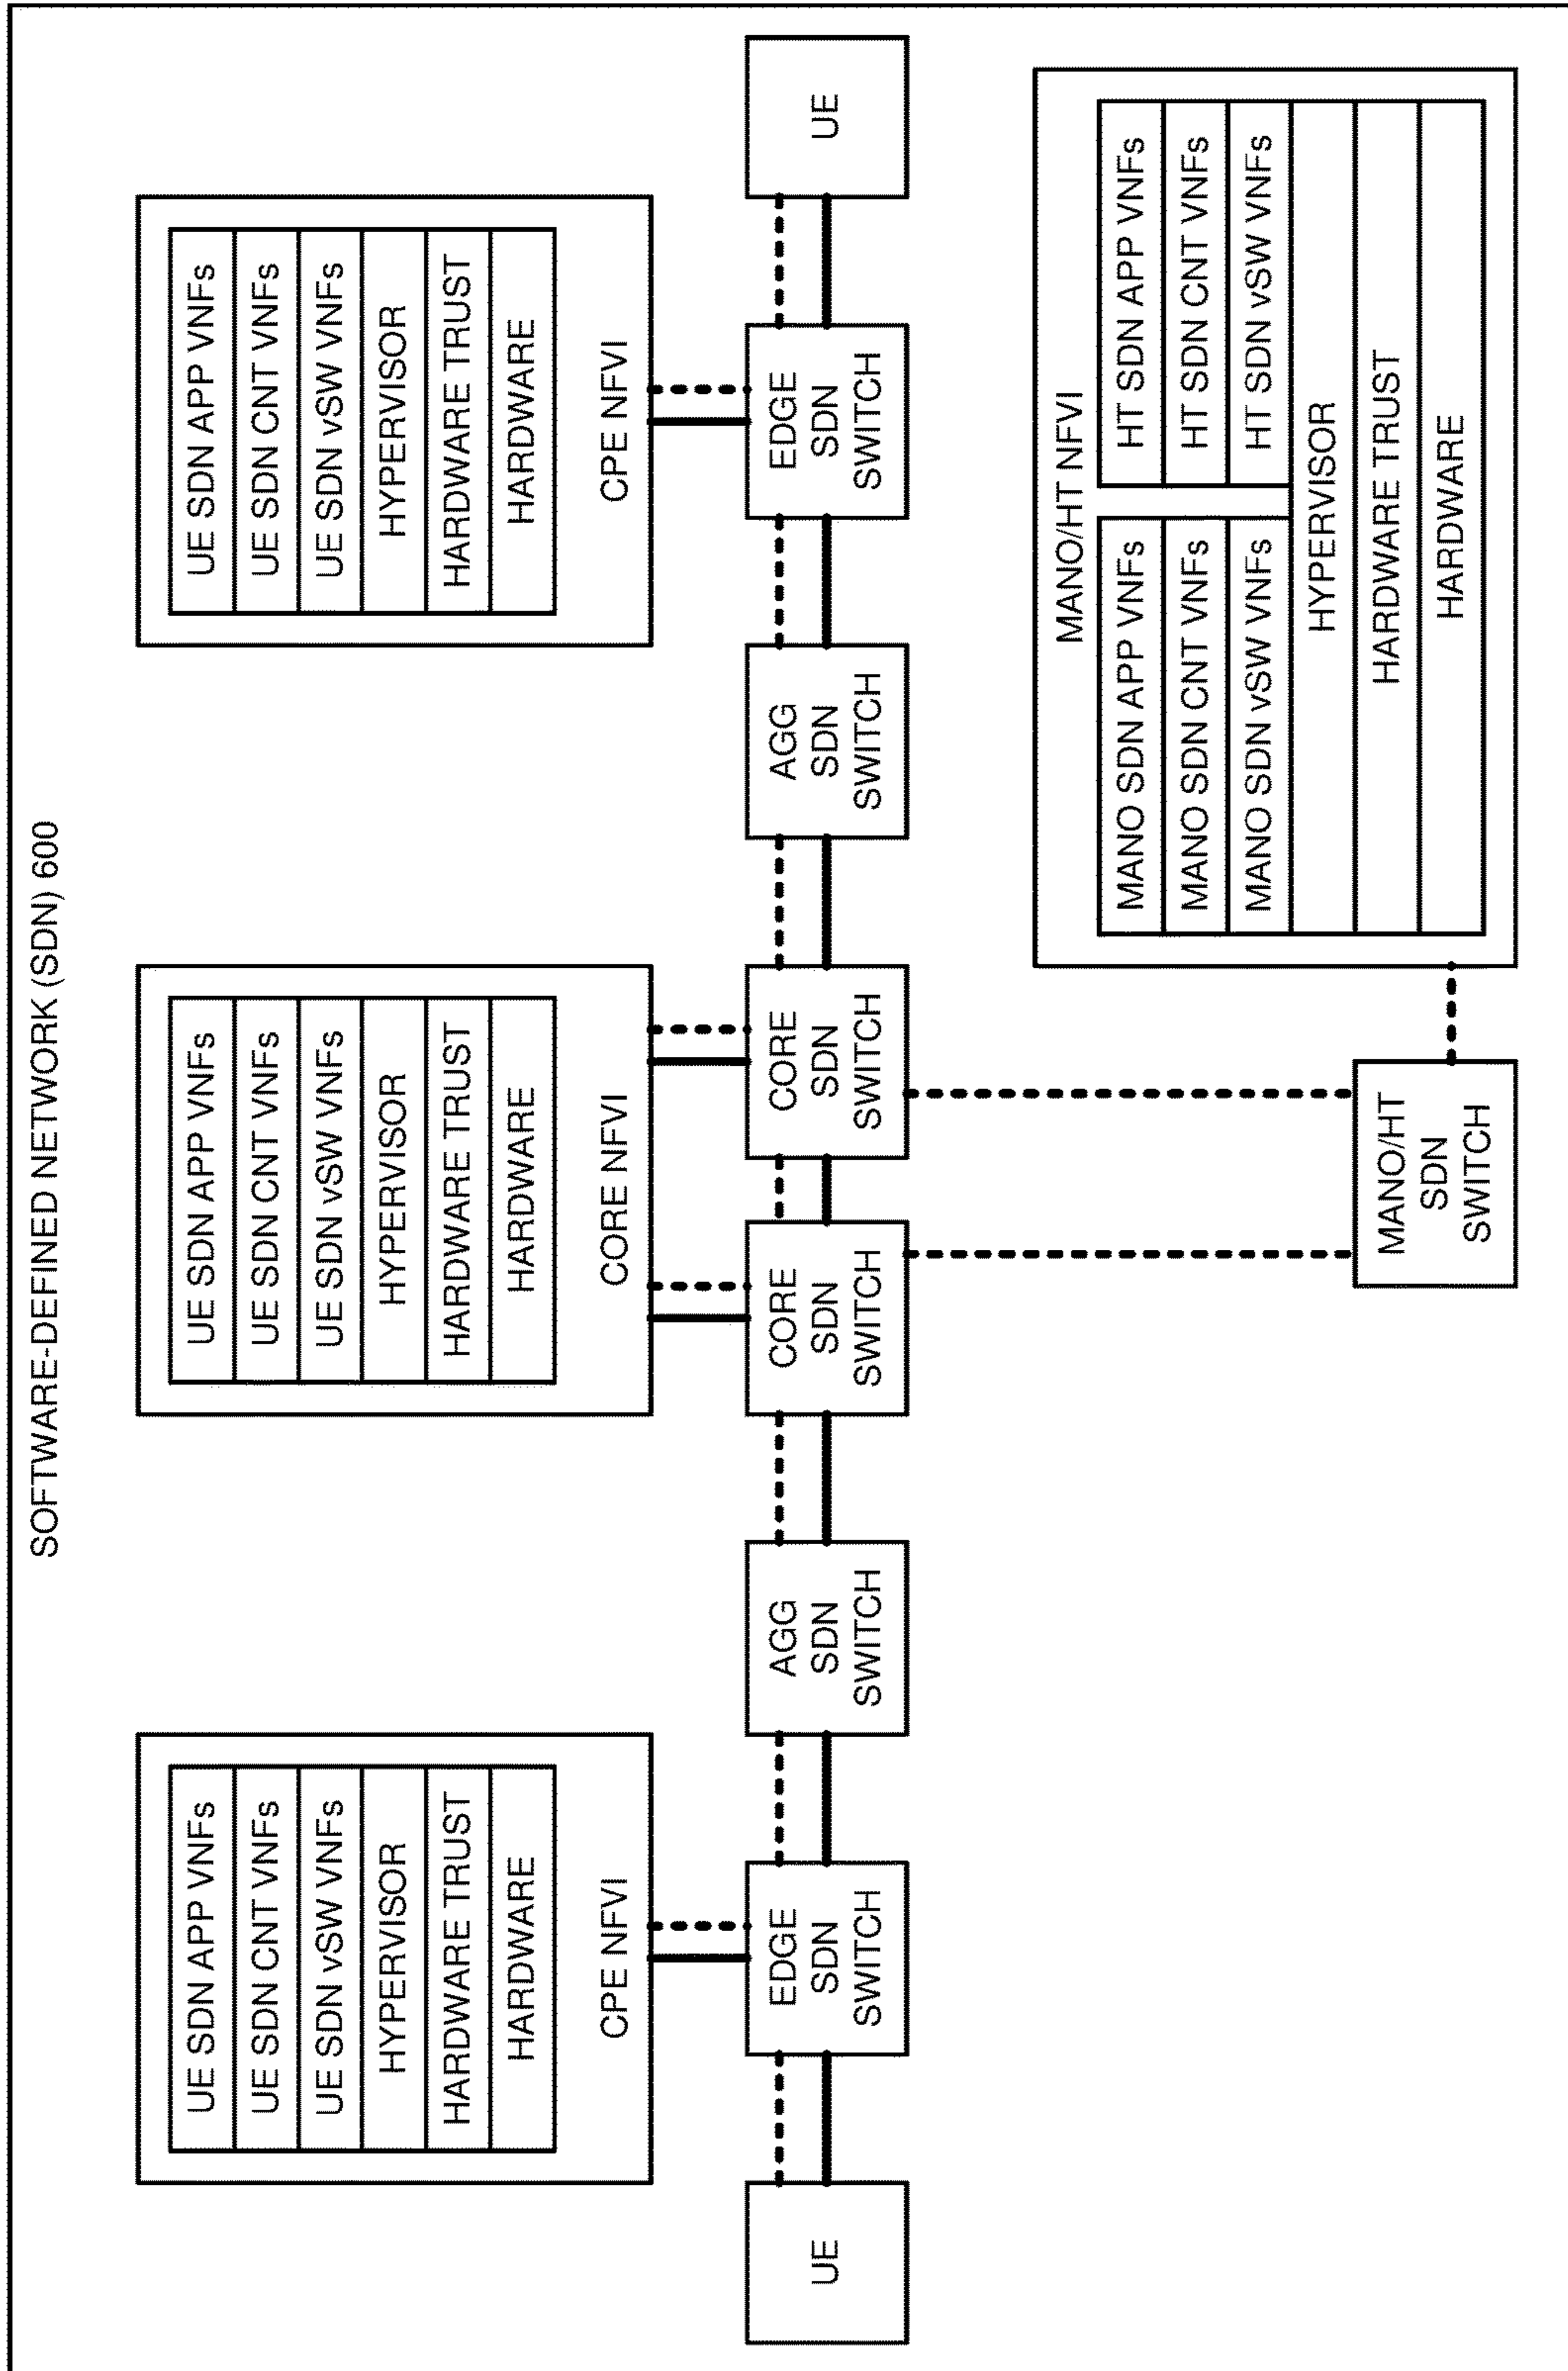 SOFTWARE-DEFINED NETWORK (SDN) 600
UE SDN APP VNFs
UE SDN CNT VNFs
UE SDN vSW VNFs
HYPERVISOR
HARDWARE TRUST
HARDWARE
CPE NFVI
UE SDN APP VNFs
UE SDN CNT VNFs
UE SDN vSW VNFs
HYPERVISOR
HARDWARE TRUST
HARDWARE
CORE NFVI
UE SDN APP VNFs
UE SDN CNT VNFs
UE SDN vSW VNFs
HYPERVISOR
HARDWARE TRUST
HARDWARE
CPE NFVI
UE
EDGE
SDN
SWITCH
AGG
SDN
SWITCH
CORE
SDN
SWITCH
CORE
SDN
SWITCH
AGG
SDN
SWITCH
EDGE
SDN
SWITCH
UE
MANO/HT
SDN
SWITCH
MANO/HT NFVI
MANO SDN APP VNFs
HT SDN APP VNFs
MANO SDN CNT VNFs
HT SDN CNT VNFs
MANO SDN vSW VNFs
HT SDN vSW VNFs
HYPERVISOR
HARDWARE TRUST
HARDWARE